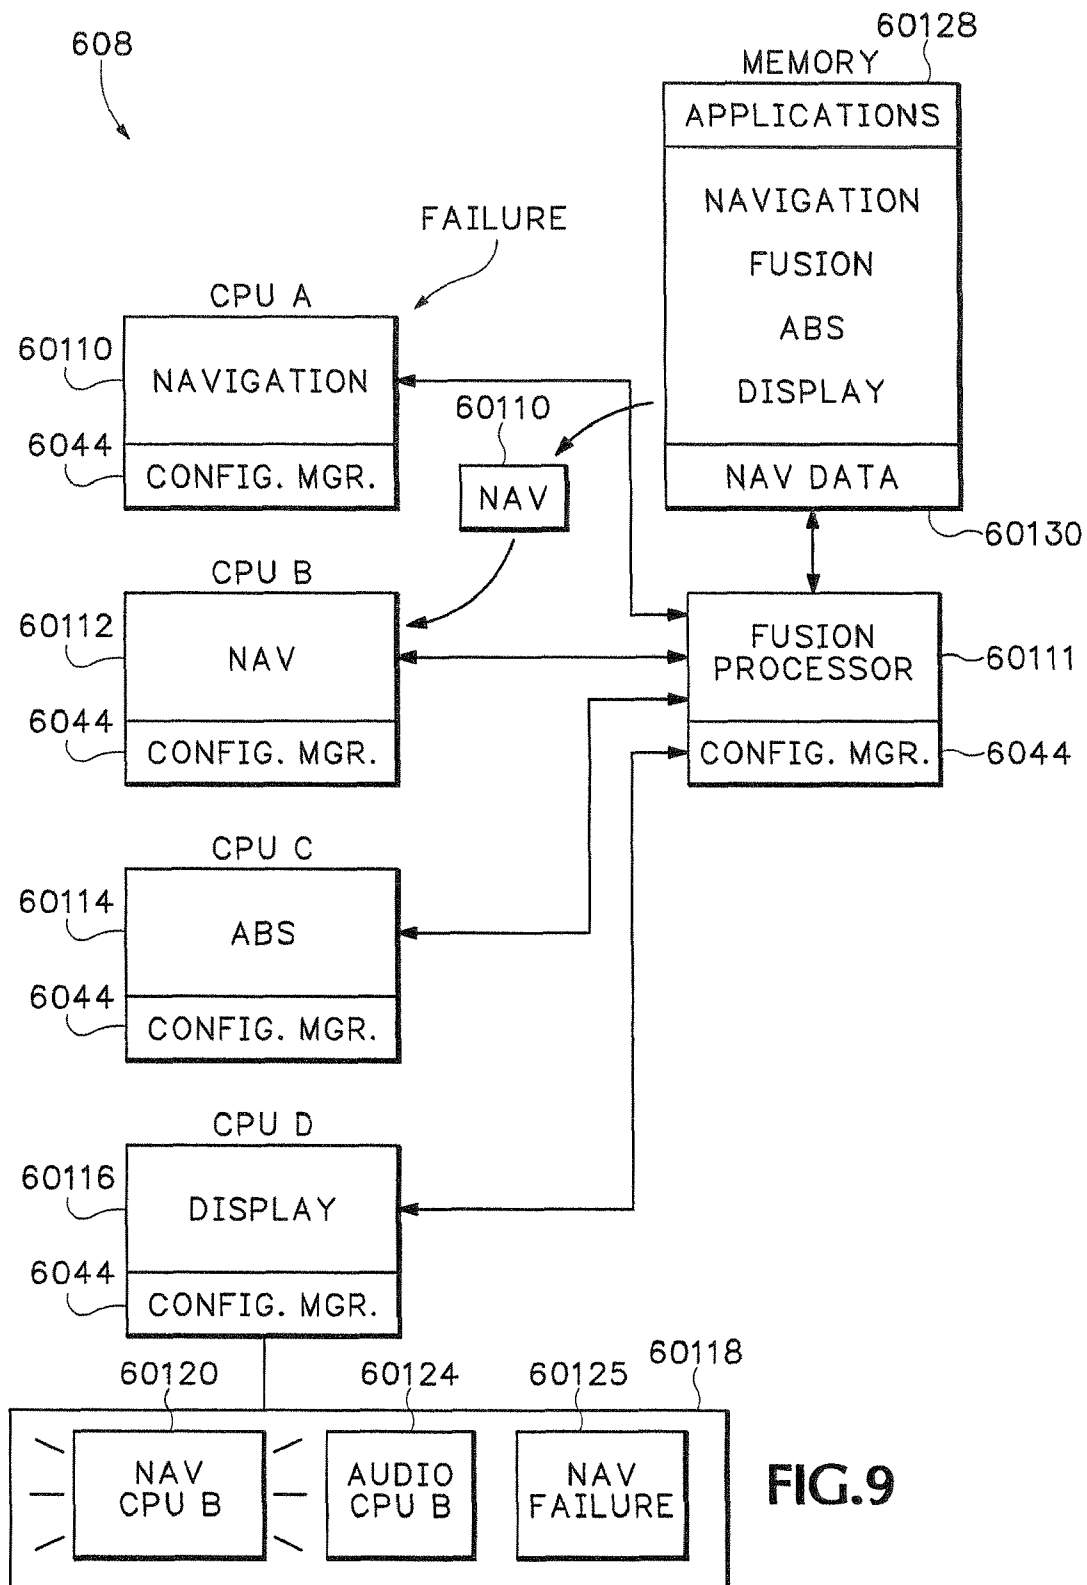 608
60128
MEMORY
APPLICATIONS
NAVIGATION
FUSION
ABS
DISPLAY
NAV DATA
60130
FAILURE
CPU A
60110
NAVIGATION
6044
CONFIG. MGR.
60110
NAV
CPU B
60112
NAV
6044
CONFIG. MGR.
FUSION
PROCESSOR
60111
CONFIG. MGR.
6044
CPU C
60114
ABS
6044
CONFIG. MGR.
CPU D
60116
DISPLAY
6044
CONFIG. MGR.
60118
60120
NAV
CPU B
60124
AUDIO
CPU B
60125
NAV
FAILURE
FIG.9